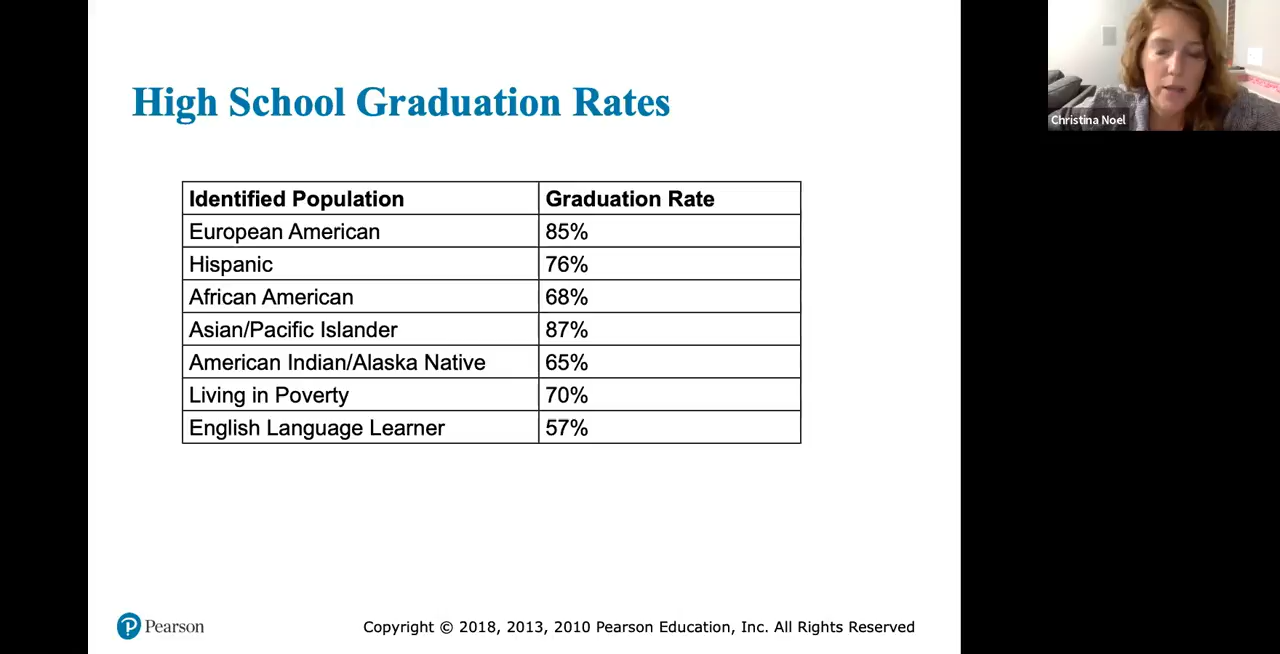 High School Graduation Rates
Identified Population Graduation Rate
European American 85%
Hispanic 76%
African American 68%
Asian/Pacific Islander 87%
American Indian/Alaska Native 65%
Living in Poverty 70%
English Language Learner 57%
Pearson
Copyright © 2018, 2013, 2010 Pearson Education, Inc. All Rights Reserved
Christina Noel